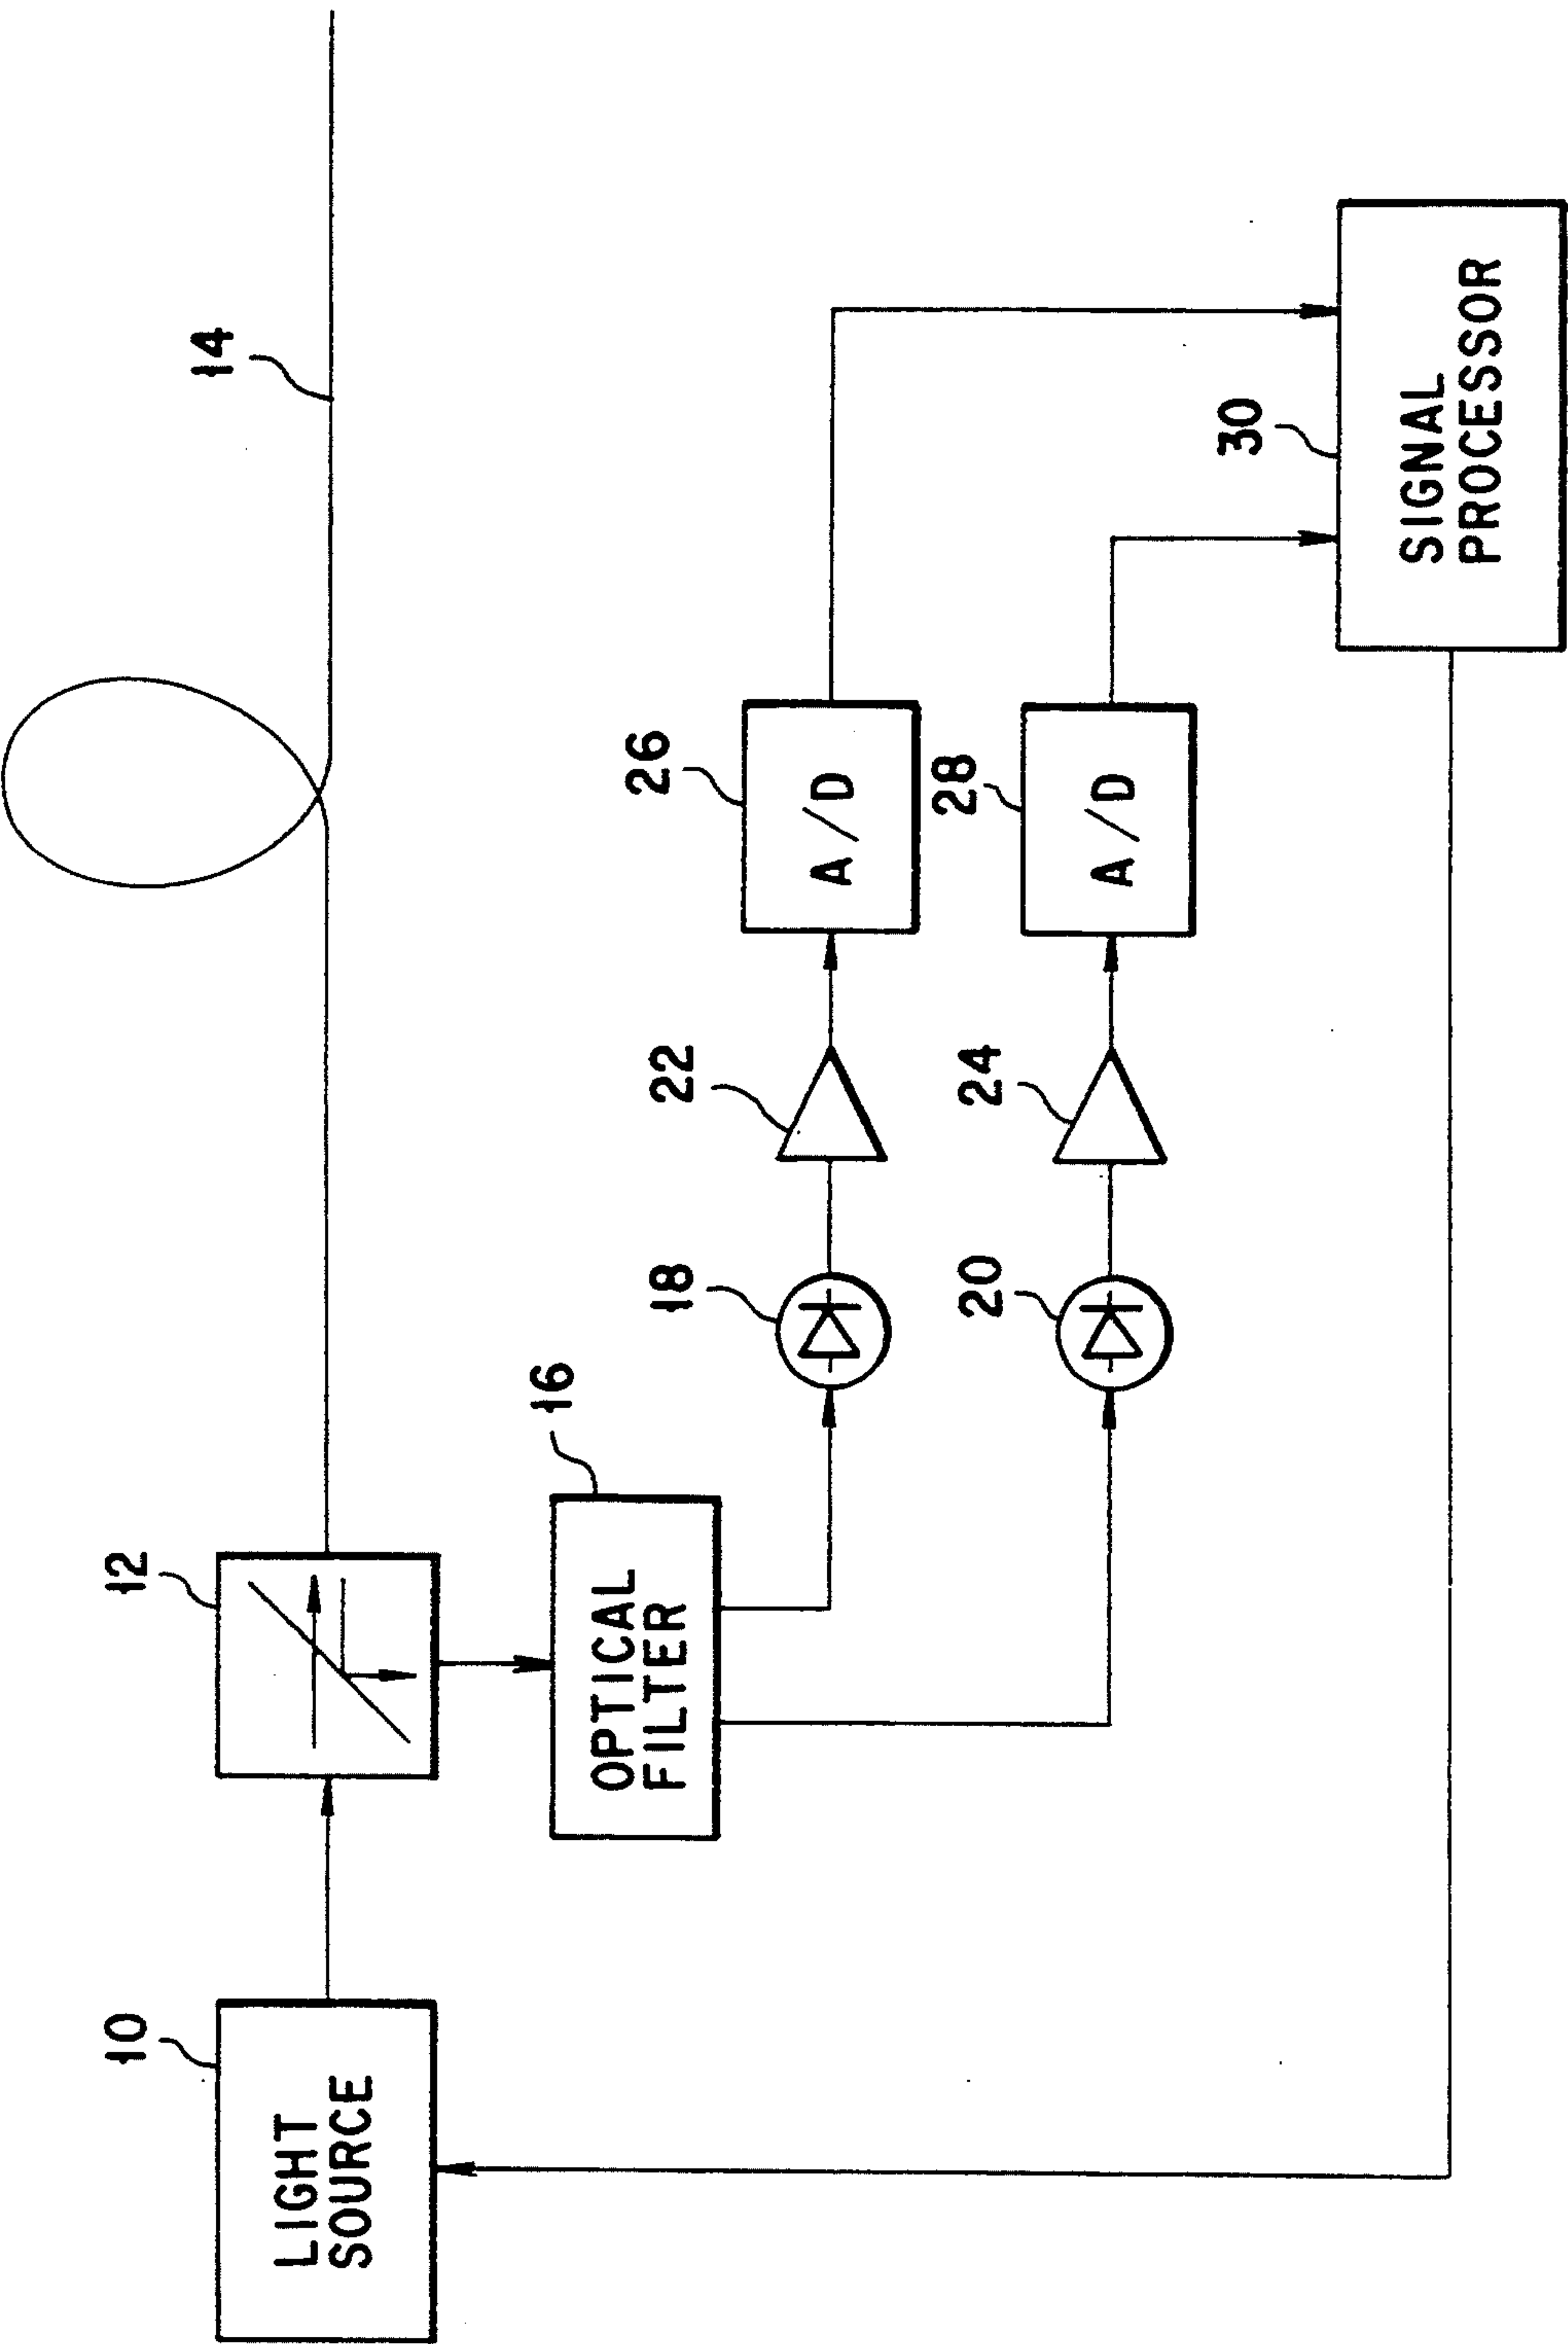 10
LIGHT
SOURCE
12
14
16
OPTICAL
FILTER
18
22
26
A/D
20
24
28
A/D
30
SIGNAL
PROCESSOR